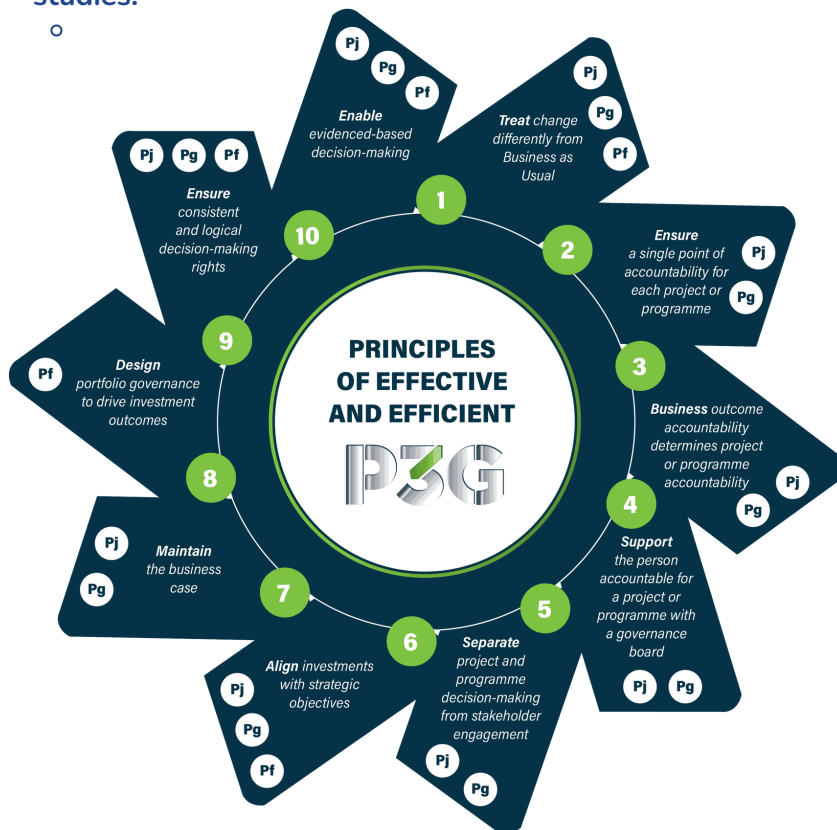 studies.
PRINCIPLES
OF EFFECTIVE
AND EFFICIENT
P3G
1
Treat change
differently from
Business as
Usual
Pj
Pg
Pf
2
Ensure
a single point of
accountability for
each project or
programme
Pj
Pg
3
Business outcome
accountability
determines project
or programme
accountability
Pj
Pg
4
Support
the person
accountable for
a project or
programme with
a governance
board
Pj Pg
5
Separate
project and
programme
decision-making
from stakeholder
engagement
Pj
Pg
6
Align investments
with strategic
objectives
Pj
Pg
Pf
7
Maintain
the business
case
Pj
Pg
8
Design
portfolio governance
to drive investment
outcomes
Pf
9
Pj Pg Pf
Ensure
consistent
and logical
decision-making
rights
10
Pj
Pg
Pf
Enable
evidenced-based
decision-making